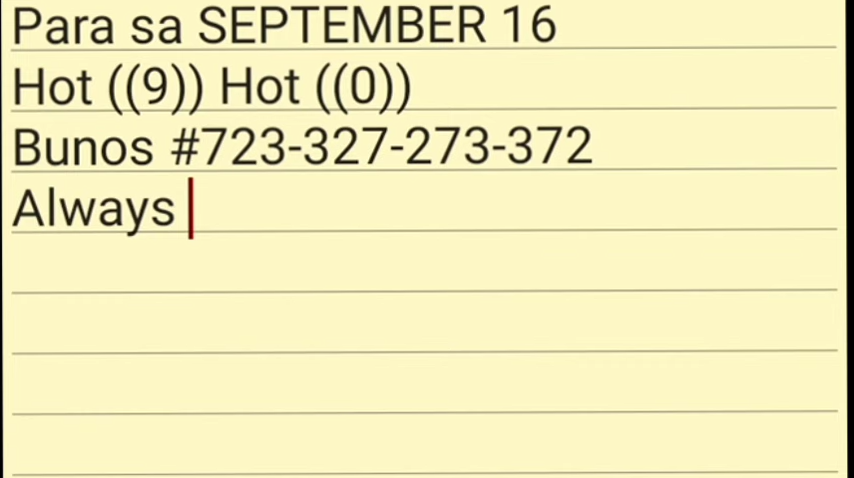 Para sa SEPTEMBER 16
Hot ((9)) Hot ((0))
Bunos #723-327-273-372
Always